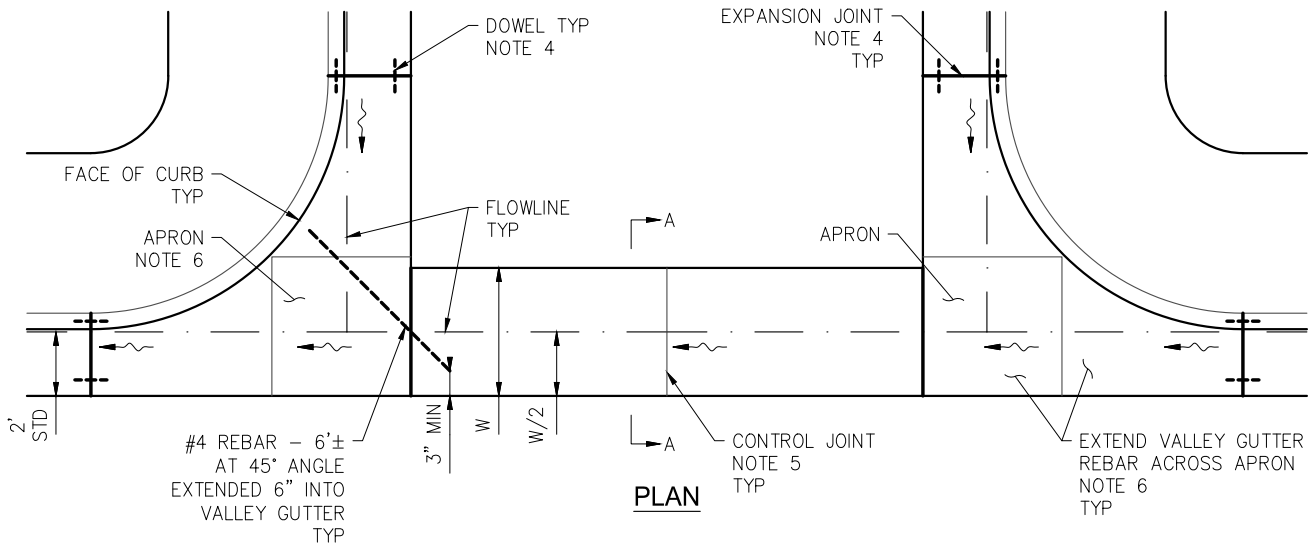 DOWEL TYP
NOTE 4
EXPANSION JOINT
NOTE 4
TYP
FACE OF CURB
TYP
APRON
NOTE 6
FLOWLINE
TYP
A
APRON
2'
STD
#4 REBAR – 6'±
AT 45° ANGLE
EXTENDED 6" INTO
VALLEY GUTTER
TYP
3" MIN
W
W/2
A
CONTROL JOINT
NOTE 5
TYP
EXTEND VALLEY GUTTER
REBAR ACROSS APRON
NOTE 6
TYP
PLAN